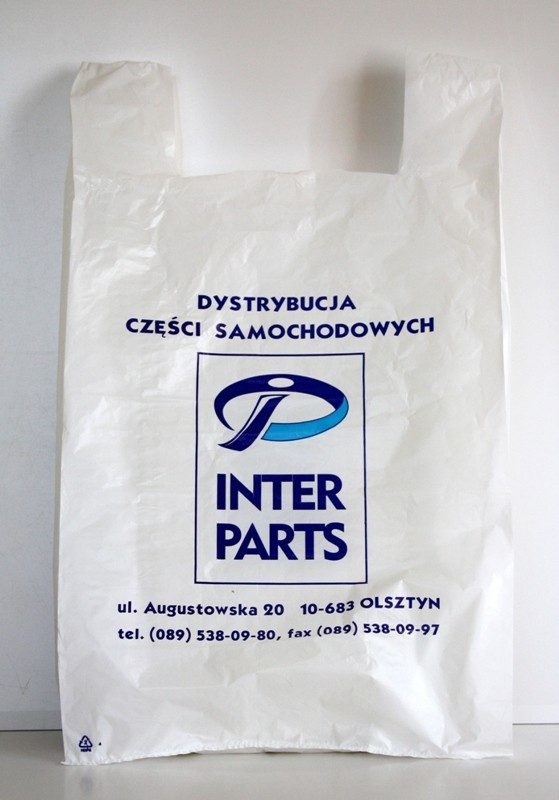 DYSTRYBUCJA
CZĘŚCI SAMOCHODOWYCH
INTER
PARTS
ul. Augustowska 20 10-683 OLSZTYN
tel. (089) 538-09-80, fax (089) 538-09-97